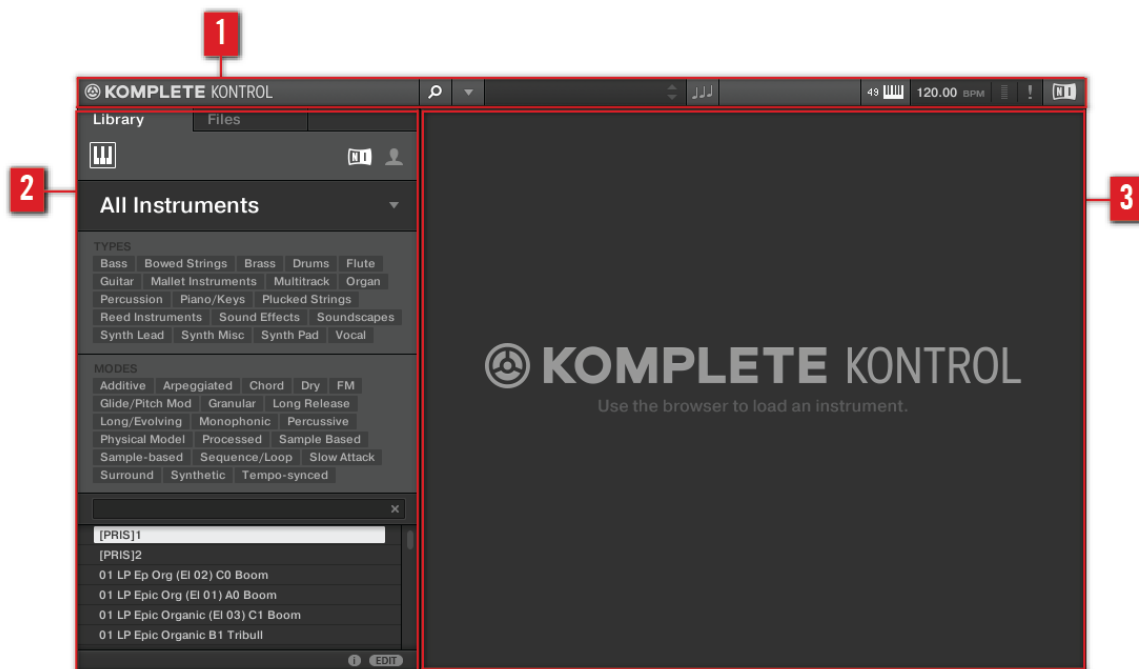 1
KOMPLETE KONTROL
49
120.00 BPM
!
NI
2
3
Library Files
NI
All Instruments
TYPES
Bass Bowed Strings Brass Drums Flute
Guitar Mallet Instruments Multitrack Organ
Percussion Piano/Keys Plucked Strings
Reed Instruments Sound Effects Soundscapes
Synth Lead Synth Misc Synth Pad Vocal
MODES
Additive Arpeggiated Chord Dry FM
Glide/Pitch Mod Granular Long Release
Long/Evolving Monophonic Percussive
Physical Model Processed Sample Based
Sample-based Sequence/Loop Slow Attack
Surround Synthetic Tempo-synced
[PRIS]1
[PRIS]2
01 LP Ep Org (EI 02) C0 Boom
01 LP Epic Org (EI 01) A0 Boom
01 LP Epic Organic (EI 03) C1 Boom
01 LP Epic Organic B1 Tribull
i EDIT
KOMPLETE KONTROL
Use the browser to load an instrument.